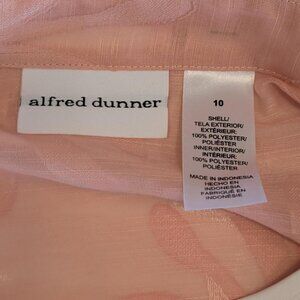 alfred dunner
10
SHELL/
TELA EXTERIOR/
EXTÉRIEUR:
100% POLYESTER/
POLIÉSTER
INNER/INTERIOR/
INTÉRIEUR:
100% POLYESTER/
POLIÉSTER
MADE IN INDONESIA
HECHO EN
INDONESIA
FABRIQUÉ EN
INDONESIA